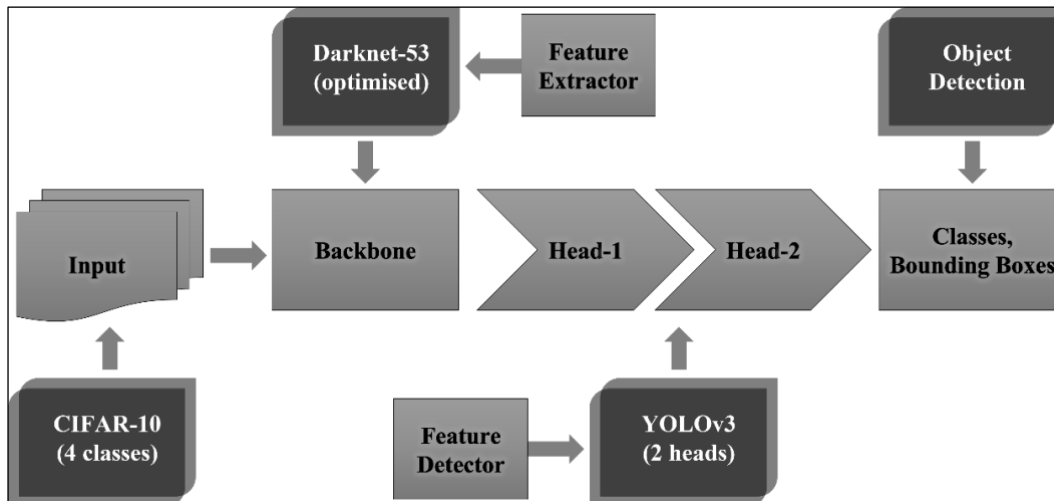 Darknet-53
(optimised)
Feature
Extractor
Object
Detection
Input
Backbone
Head-1
Head-2
Classes,
Bounding Boxes
CIFAR-10
(4 classes)
Feature
Detector
YOLOv3
(2 heads)